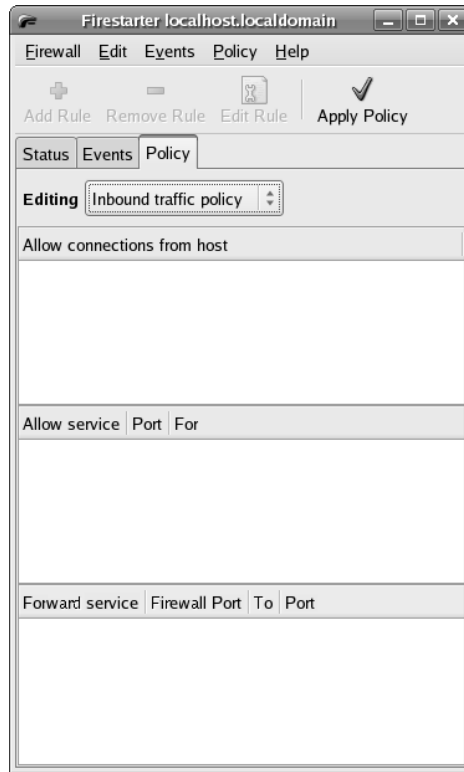 Firestarter localhost.localdomain
Firewall Edit Events Policy Help
Add Rule Remove Rule Edit Rule Apply Policy
Status Events Policy
Editing Inbound traffic policy
Allow connections from host
Allow service Port For
Forward service Firewall Port To Port